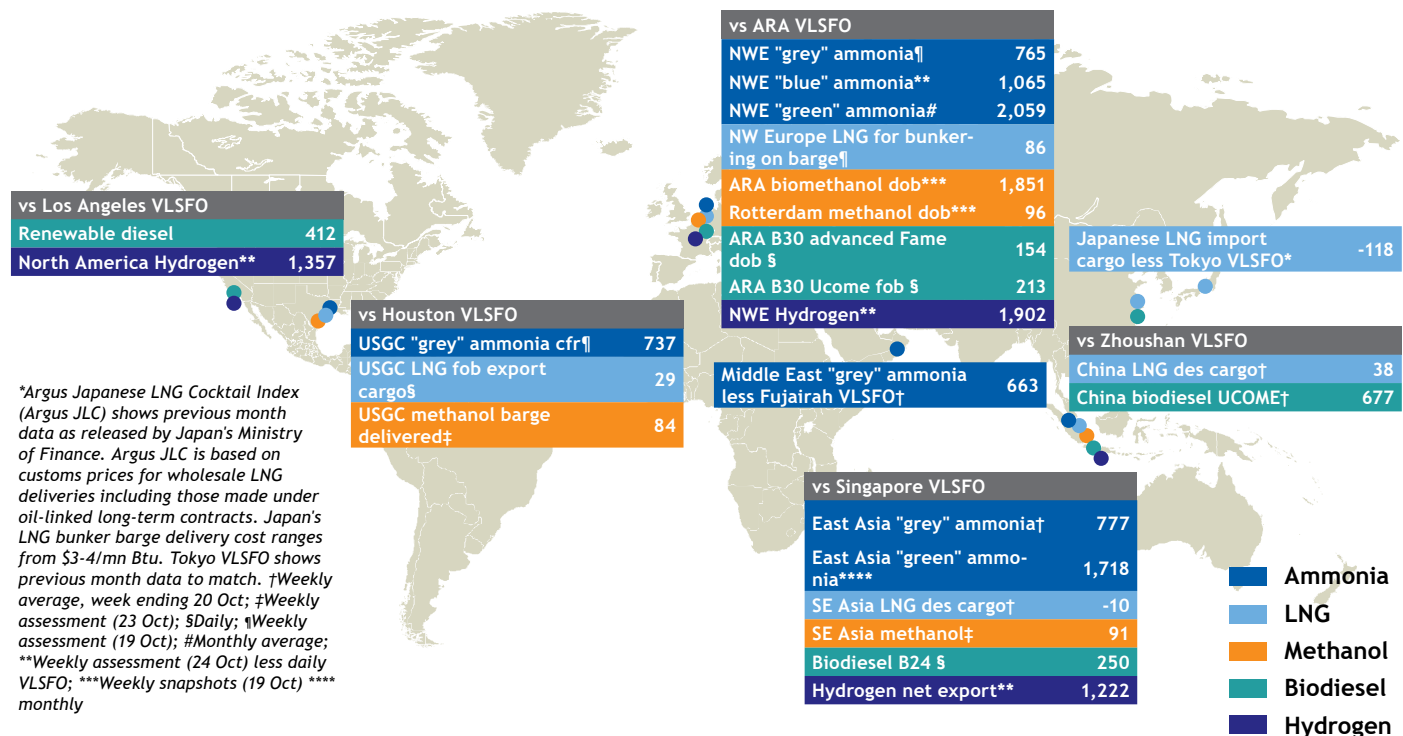 vs ARA VLSFO
NWE "grey" ammonia¶ 765
NWE "blue" ammonia** 1,065
NWE "green" ammonia# 2,059
NW Europe LNG for bunker-
ing on barge¶ 86
ARA biomethanol dob*** 1,851
Rotterdam methanol dob*** 96
ARA B30 advanced Fame
dob § 154
ARA B30 Ucome fob § 213
NWE Hydrogen** 1,902
vs Los Angeles VLSFO
Renewable diesel 412
North America Hydrogen** 1,357
Japanese LNG import
cargo less Tokyo VLSFO* -118
vs Houston VLSFO
USGC "grey" ammonia cfr¶ 737
USGC LNG fob export
cargo§ 29
USGC methanol barge
delivered‡ 84
vs Zhoushan VLSFO
China LNG des cargo† 38
China biodiesel UCOME† 677
Middle East "grey" ammonia
less Fujairah VLSFO† 663
*Argus Japanese LNG Cocktail Index
(Argus JLC) shows previous month
data as released by Japan's Ministry
of Finance. Argus JLC is based on
customs prices for wholesale LNG
deliveries including those made under
oil-linked long-term contracts. Japan's
LNG bunker barge delivery cost ranges
from $3-4/mn Btu. Tokyo VLSFO shows
previous month data to match. †Weekly
average, week ending 20 Oct; ‡Weekly
assessment (23 Oct); §Daily; ¶Weekly
assessment (19 Oct); #Monthly average;
**Weekly assessment (24 Oct) less daily
VLSFO; ***Weekly snapshots (19 Oct) ****
monthly
vs Singapore VLSFO
East Asia "grey" ammonia† 777
East Asia "green" ammo-
nia**** 1,718
SE Asia LNG des cargo† -10
SE Asia methanol‡ 91
Biodiesel B24 § 250
Hydrogen net export** 1,222
Ammonia
LNG
Methanol
Biodiesel
Hydrogen